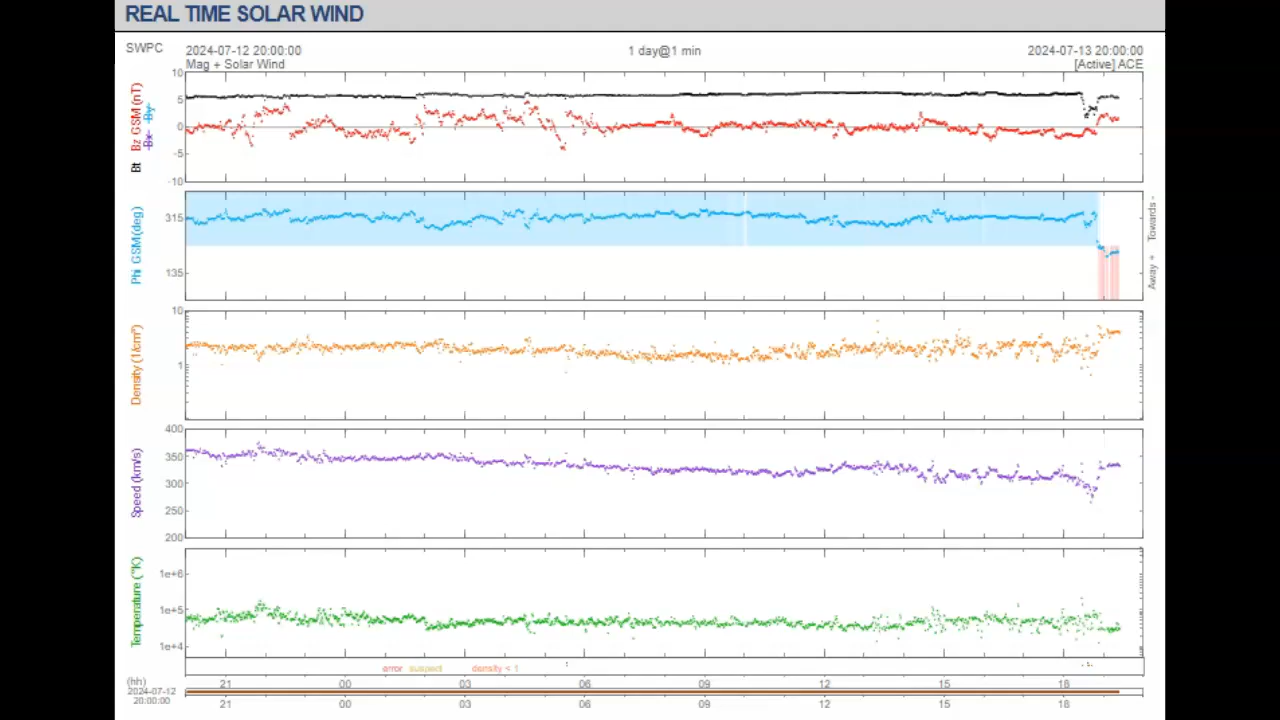 REAL TIME SOLAR WIND
SWPC 2024-07-12 20:00:00 1 day@1 min 2024-07-13 20:00:00
Mag + Solar Wind [Active] ACE
Bt Bz GSM (nT)
Bx By
10
5
0
-5
-10
Phi GSM (deg)
315
135
Away + Towards -
Density (1/cm³)
10
1
Speed (km/s)
400
350
300
250
200
Temperature (°K)
1e+6
1e+5
1e+4
error suspect density < 1
(hh) 21 00 03 06 09 12 15 18
2024-07-12
20:00:00
21 00 03 06 09 12 15 18